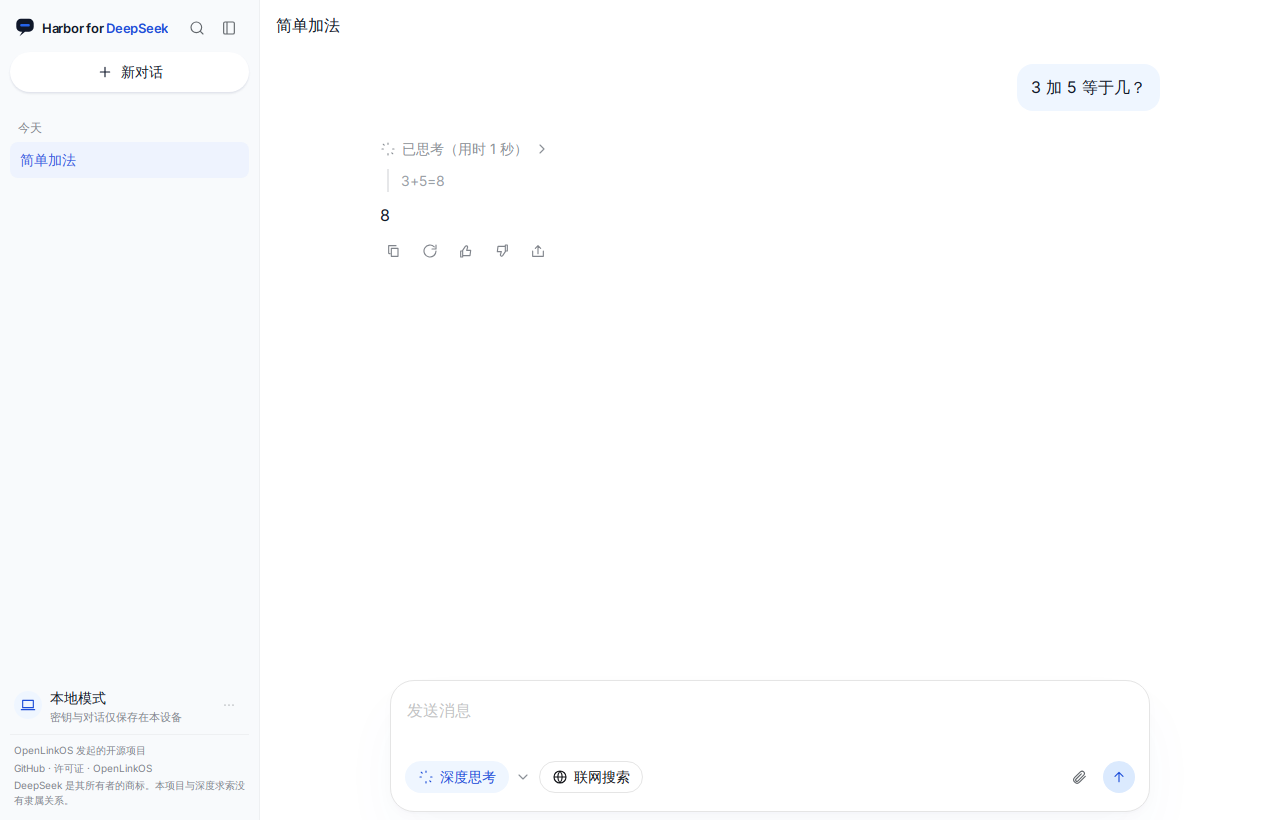 Harbor for DeepSeek
新对话
今天
简单加法
本地模式
密钥与对话仅保存在本设备
OpenLinkOS 发起的开源项目
GitHub · 许可证 · OpenLinkOS
DeepSeek 是其所有者的商标。本项目与深度求索没
有隶属关系。
简单加法
3 加 5 等于几？
已思考（用时 1 秒）
3+5=8
8
发送消息
深度思考
联网搜索